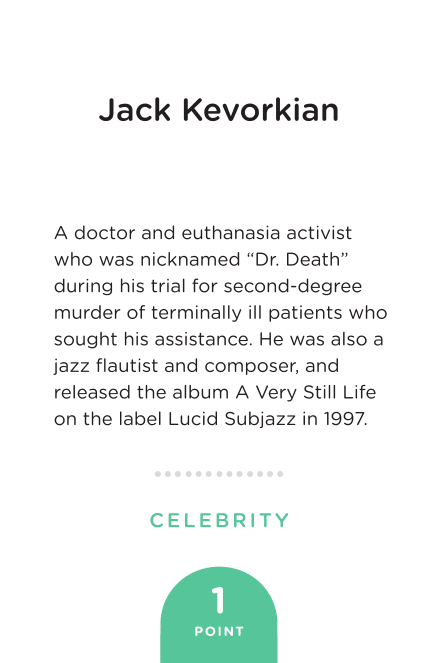 Jack Kevorkian
A doctor and euthanasia activist
who was nicknamed “Dr. Death”
during his trial for second-degree
murder of terminally ill patients who
sought his assistance. He was also a
jazz flautist and composer, and
released the album A Very Still Life
on the label Lucid Subjazz in 1997.
CELEBRITY
1
POINT